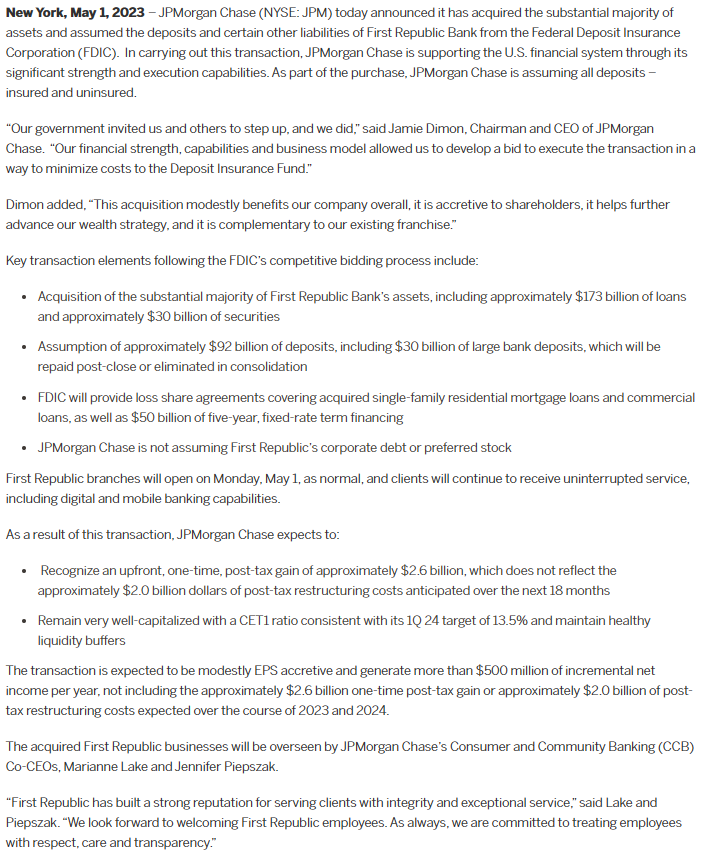 New York, May 1, 2023 – JPMorgan Chase (NYSE: JPM) today announced it has acquired the substantial majority of
assets and assumed the deposits and certain other liabilities of First Republic Bank from the Federal Deposit Insurance
Corporation (FDIC).  In carrying out this transaction, JPMorgan Chase is supporting the U.S. financial system through its
significant strength and execution capabilities. As part of the purchase, JPMorgan Chase is assuming all deposits –
insured and uninsured.
“Our government invited us and others to step up, and we did,” said Jamie Dimon, Chairman and CEO of JPMorgan
Chase.  “Our financial strength, capabilities and business model allowed us to develop a bid to execute the transaction in a
way to minimize costs to the Deposit Insurance Fund.”
Dimon added, “This acquisition modestly benefits our company overall, it is accretive to shareholders, it helps further
advance our wealth strategy, and it is complementary to our existing franchise.”
Key transaction elements following the FDIC’s competitive bidding process include:
• Acquisition of the substantial majority of First Republic Bank’s assets, including approximately $173 billion of loans
and approximately $30 billion of securities
• Assumption of approximately $92 billion of deposits, including $30 billion of large bank deposits, which will be
repaid post-close or eliminated in consolidation
• FDIC will provide loss share agreements covering acquired single-family residential mortgage loans and commercial
loans, as well as $50 billion of five-year, fixed-rate term financing
• JPMorgan Chase is not assuming First Republic’s corporate debt or preferred stock
First Republic branches will open on Monday, May 1, as normal, and clients will continue to receive uninterrupted service,
including digital and mobile banking capabilities.
As a result of this transaction, JPMorgan Chase expects to:
• Recognize an upfront, one-time, post-tax gain of approximately $2.6 billion, which does not reflect the
approximately $2.0 billion dollars of post-tax restructuring costs anticipated over the next 18 months
• Remain very well-capitalized with a CET1 ratio consistent with its 1Q 24 target of 13.5% and maintain healthy
liquidity buffers
The transaction is expected to be modestly EPS accretive and generate more than $500 million of incremental net
income per year, not including the approximately $2.6 billion one-time post-tax gain or approximately $2.0 billion of post-
tax restructuring costs expected over the course of 2023 and 2024.
The acquired First Republic businesses will be overseen by JPMorgan Chase’s Consumer and Community Banking (CCB)
Co-CEOs, Marianne Lake and Jennifer Piepszak.
“First Republic has built a strong reputation for serving clients with integrity and exceptional service,” said Lake and
Piepszak. “We look forward to welcoming First Republic employees. As always, we are committed to treating employees
with respect, care and transparency.”